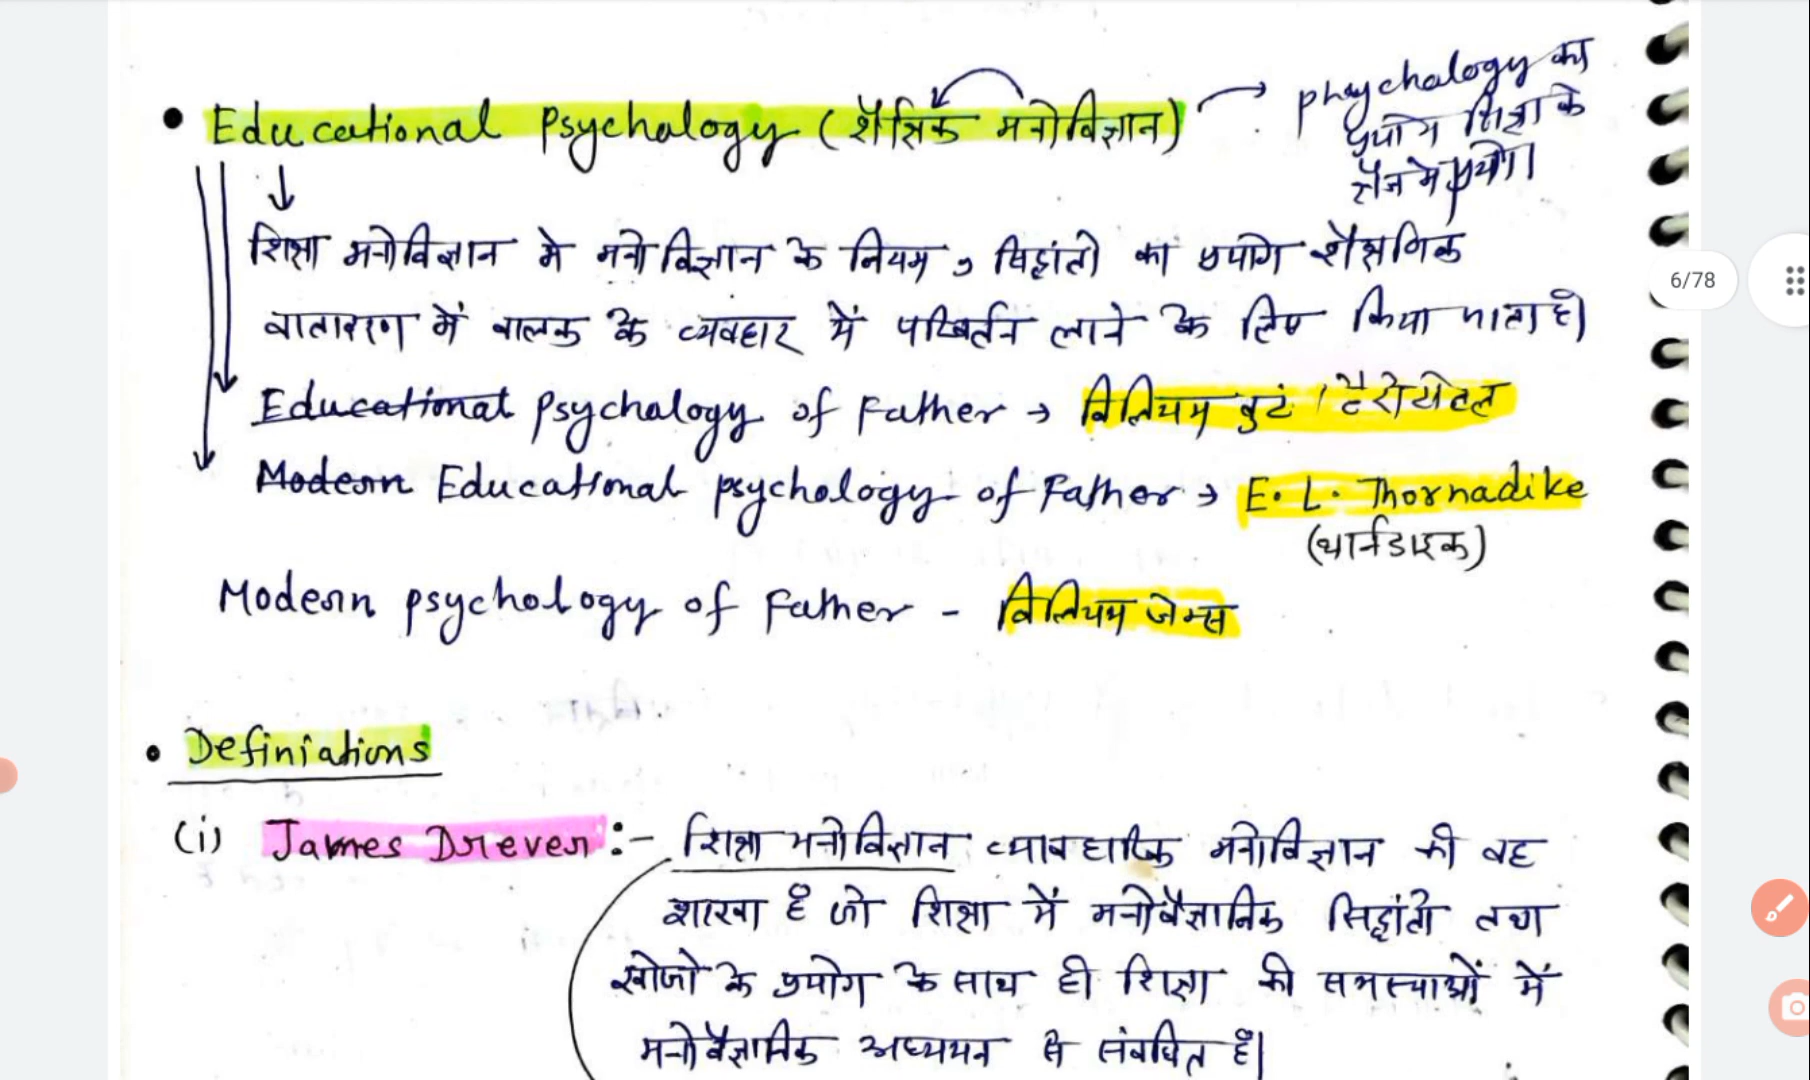 • Educational Psychology (शैक्षिक मनोविज्ञान) → phychology का
प्रयोग शिक्षा के
क्षेत्र में प्रयोग।
शिक्षा मनोविज्ञान मे मनोविज्ञान के नियम, सिद्धांतो का प्रयोग शैक्षणिक
वातावरण में बालक के व्यवहार में परिवर्तन लाने के लिए किया जाता है।
Educational Psychology of Father → विलियम वुटं /
Modern Educational psychology of Father → E. L. Thornadike
(थार्नडाइक)
Modern psychology of Father - विलियम जेम्स
• Definiations
(i) James Drever :- शिक्षा मनोविज्ञान व्यावहारिक मनोविज्ञान की वह
शाखा है जो शिक्षा में मनोवैज्ञानिक सिद्धांतो तथा
खोजो के प्रयोग के साथ ही शिक्षा की समस्याओं में
मनोवैज्ञानिक अध्ययन से संबंधित है।
6/78